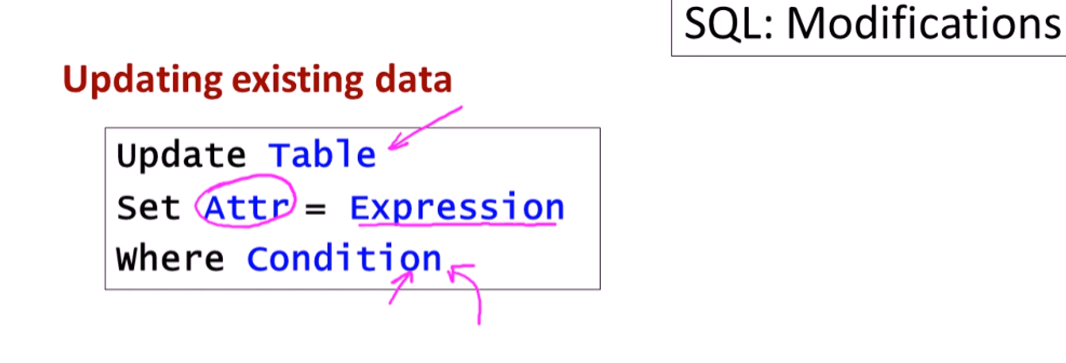 SQL: Modifications
Updating existing data
Update Table
Set Attr = Expression
Where Condition